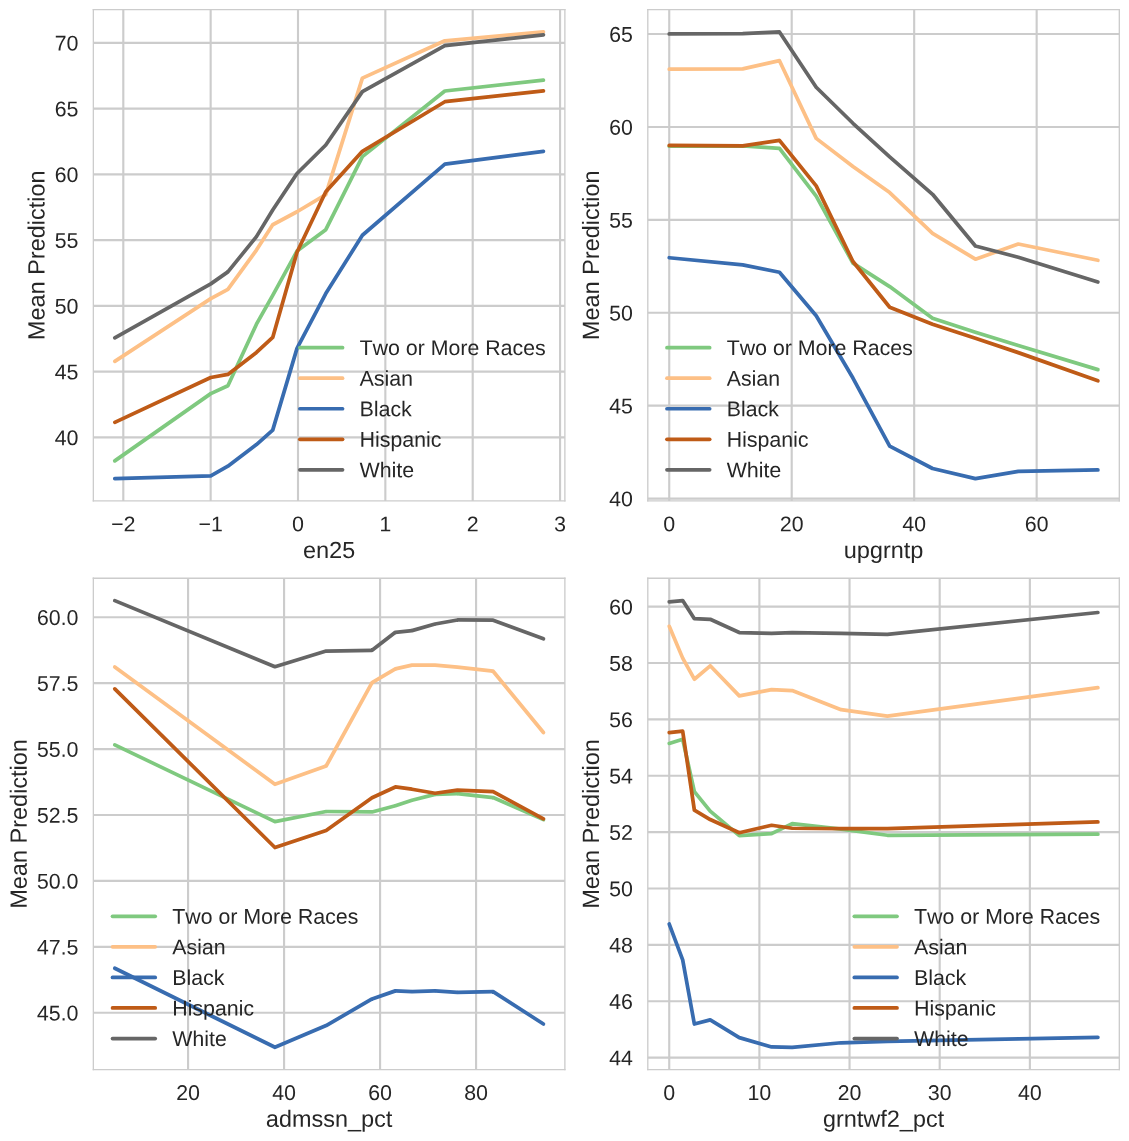 70
65
60
55
50
45
40
Mean Prediction
Two or More Races
Asian
Black
Hispanic
White
−2
−1
0
1
2
3
en25
65
60
55
50
45
40
Mean Prediction
Two or More Races
Asian
Black
Hispanic
White
0
20
40
60
upgrntp
60.0
57.5
55.0
52.5
50.0
47.5
45.0
Mean Prediction
Two or More Races
Asian
Black
Hispanic
White
20
40
60
80
admssn_pct
60
58
56
54
52
50
48
46
44
Mean Prediction
Two or More Races
Asian
Black
Hispanic
White
0
10
20
30
40
grntwf2_pct